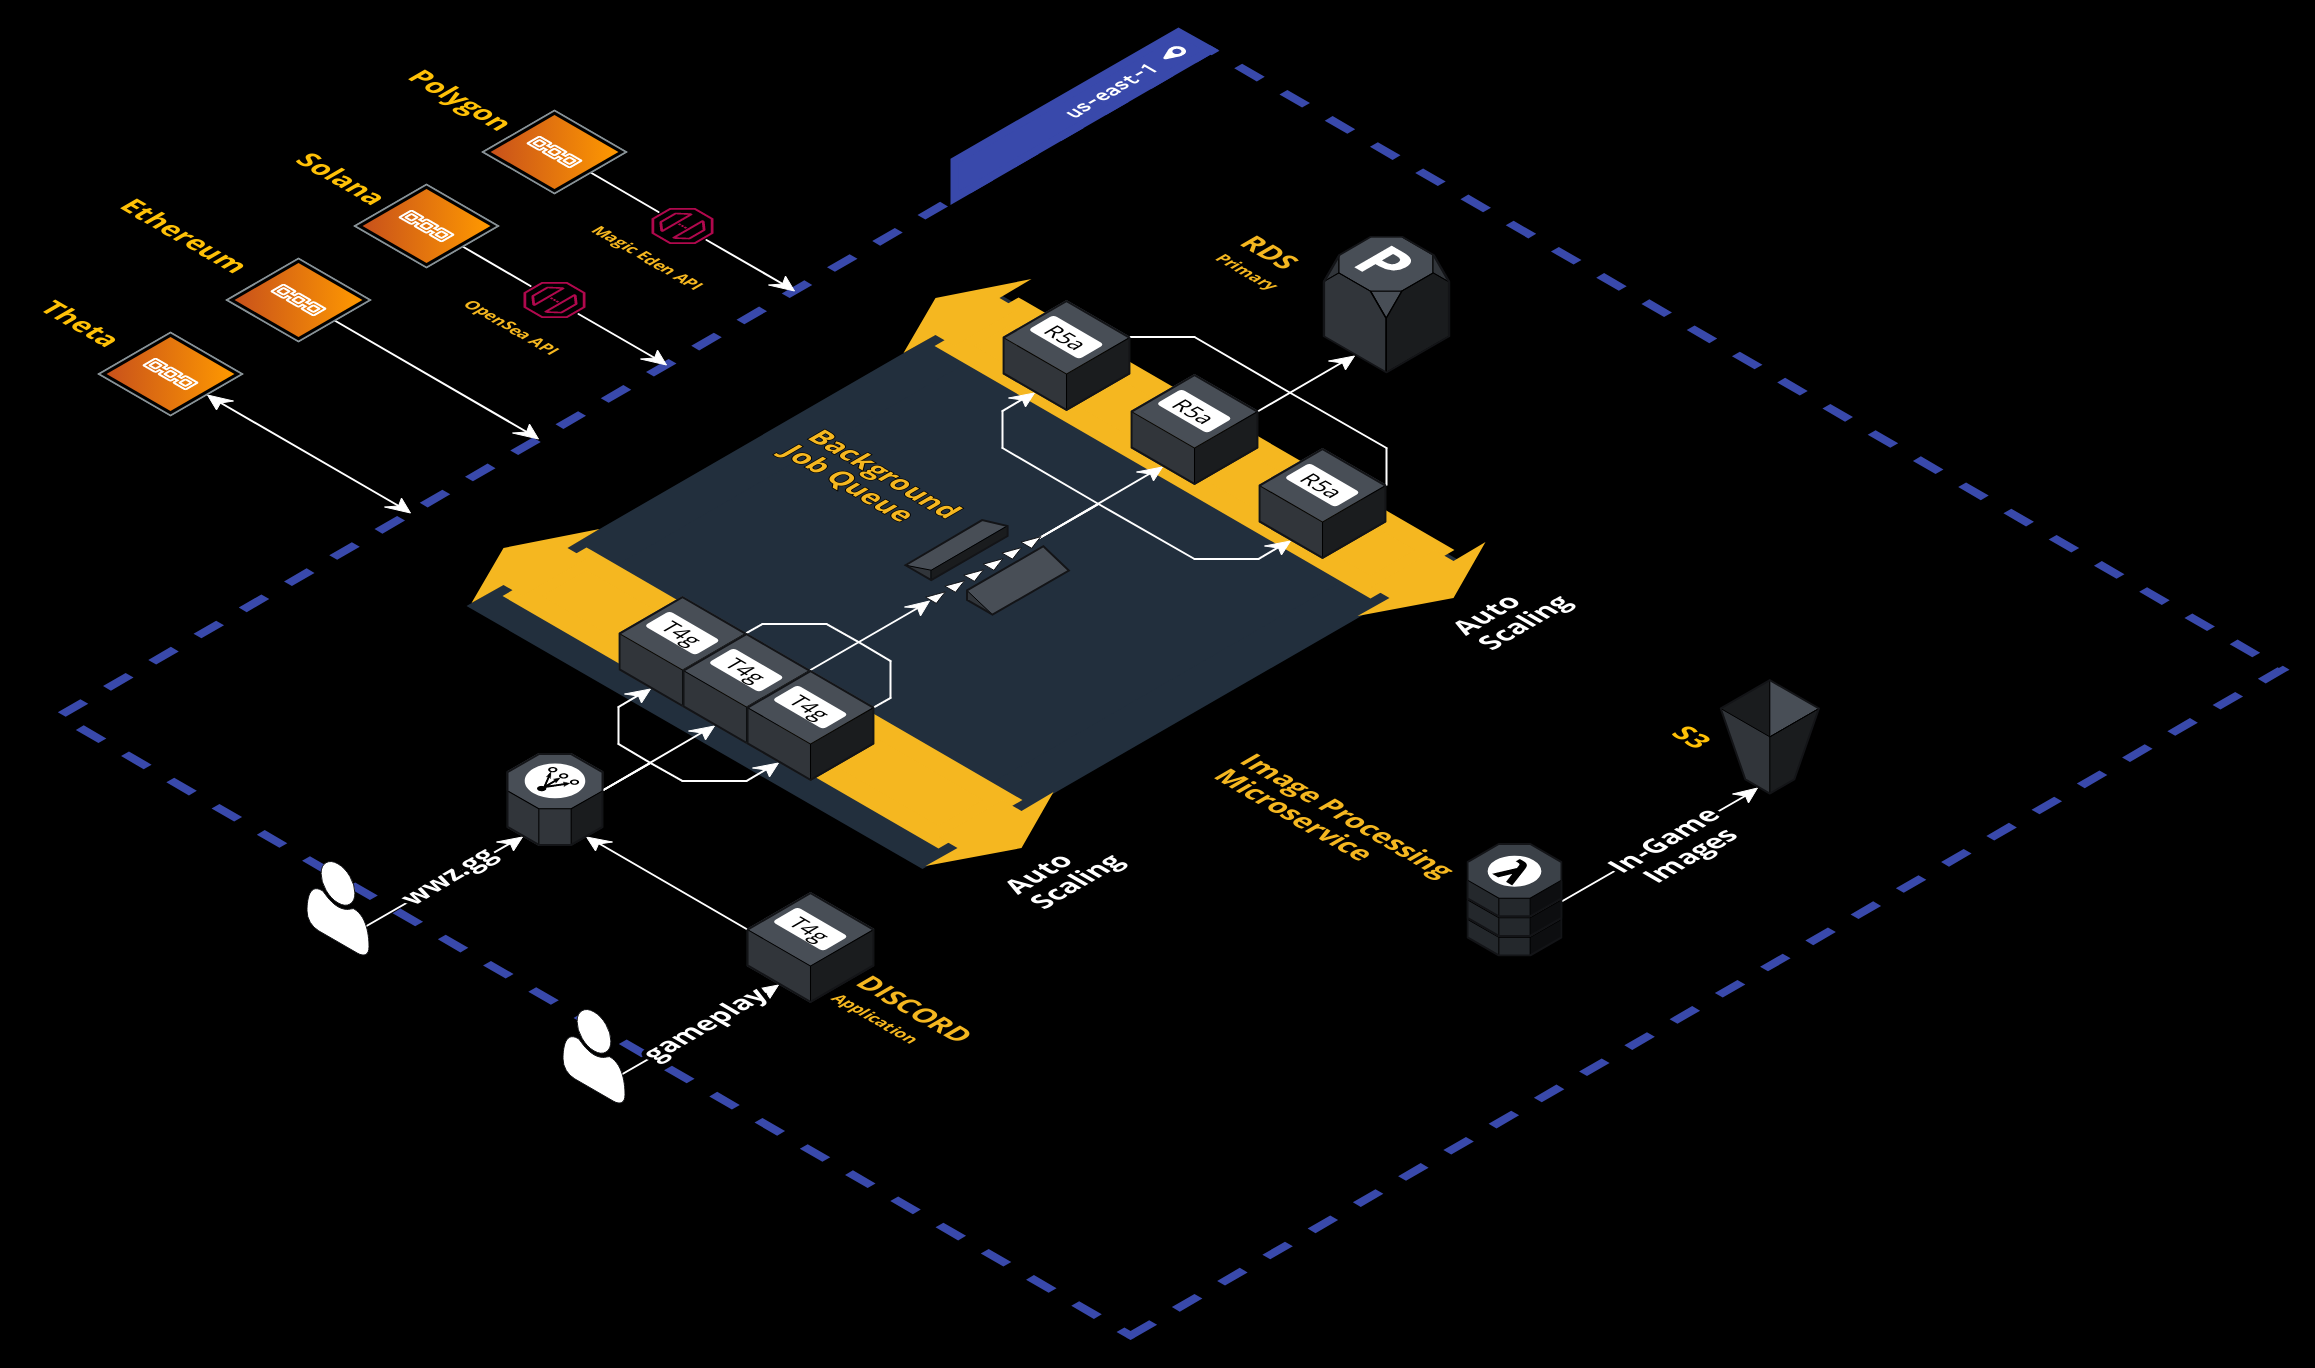 us-east-1
Polygon
Solana
Magic Eden API
Ethereum
OpenSea API
Theta
RDS
Primary
R5a
R5a
R5a
Background
Job Queue
Auto
Scaling
T4g
T4g
T4g
S3
Image Processing
Microservice
In-Game
Images
Auto
Scaling
wwz.gg
T4g
DISCORD
Application
gameplay
P
λ